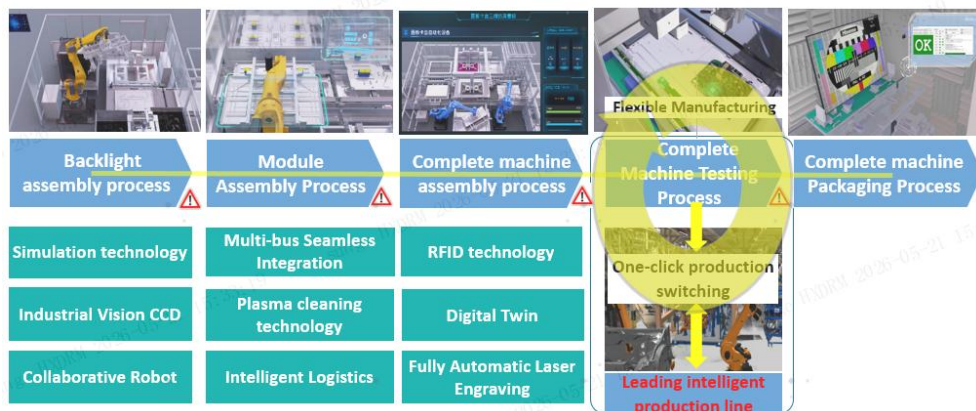 Flexible Manufacturing
OK
Backlight
assembly process
Module
Assembly Process
Complete machine
assembly process
Complete
Machine Testing
Process
Complete machine
Packaging Process
Simulation technology
Multi-bus Seamless
Integration
RFID technology
One-click production
switching
Industrial Vision CCD
Plasma cleaning
technology
Digital Twin
Collaborative Robot
Intelligent Logistics
Fully Automatic Laser
Engraving
Leading intelligent
production line